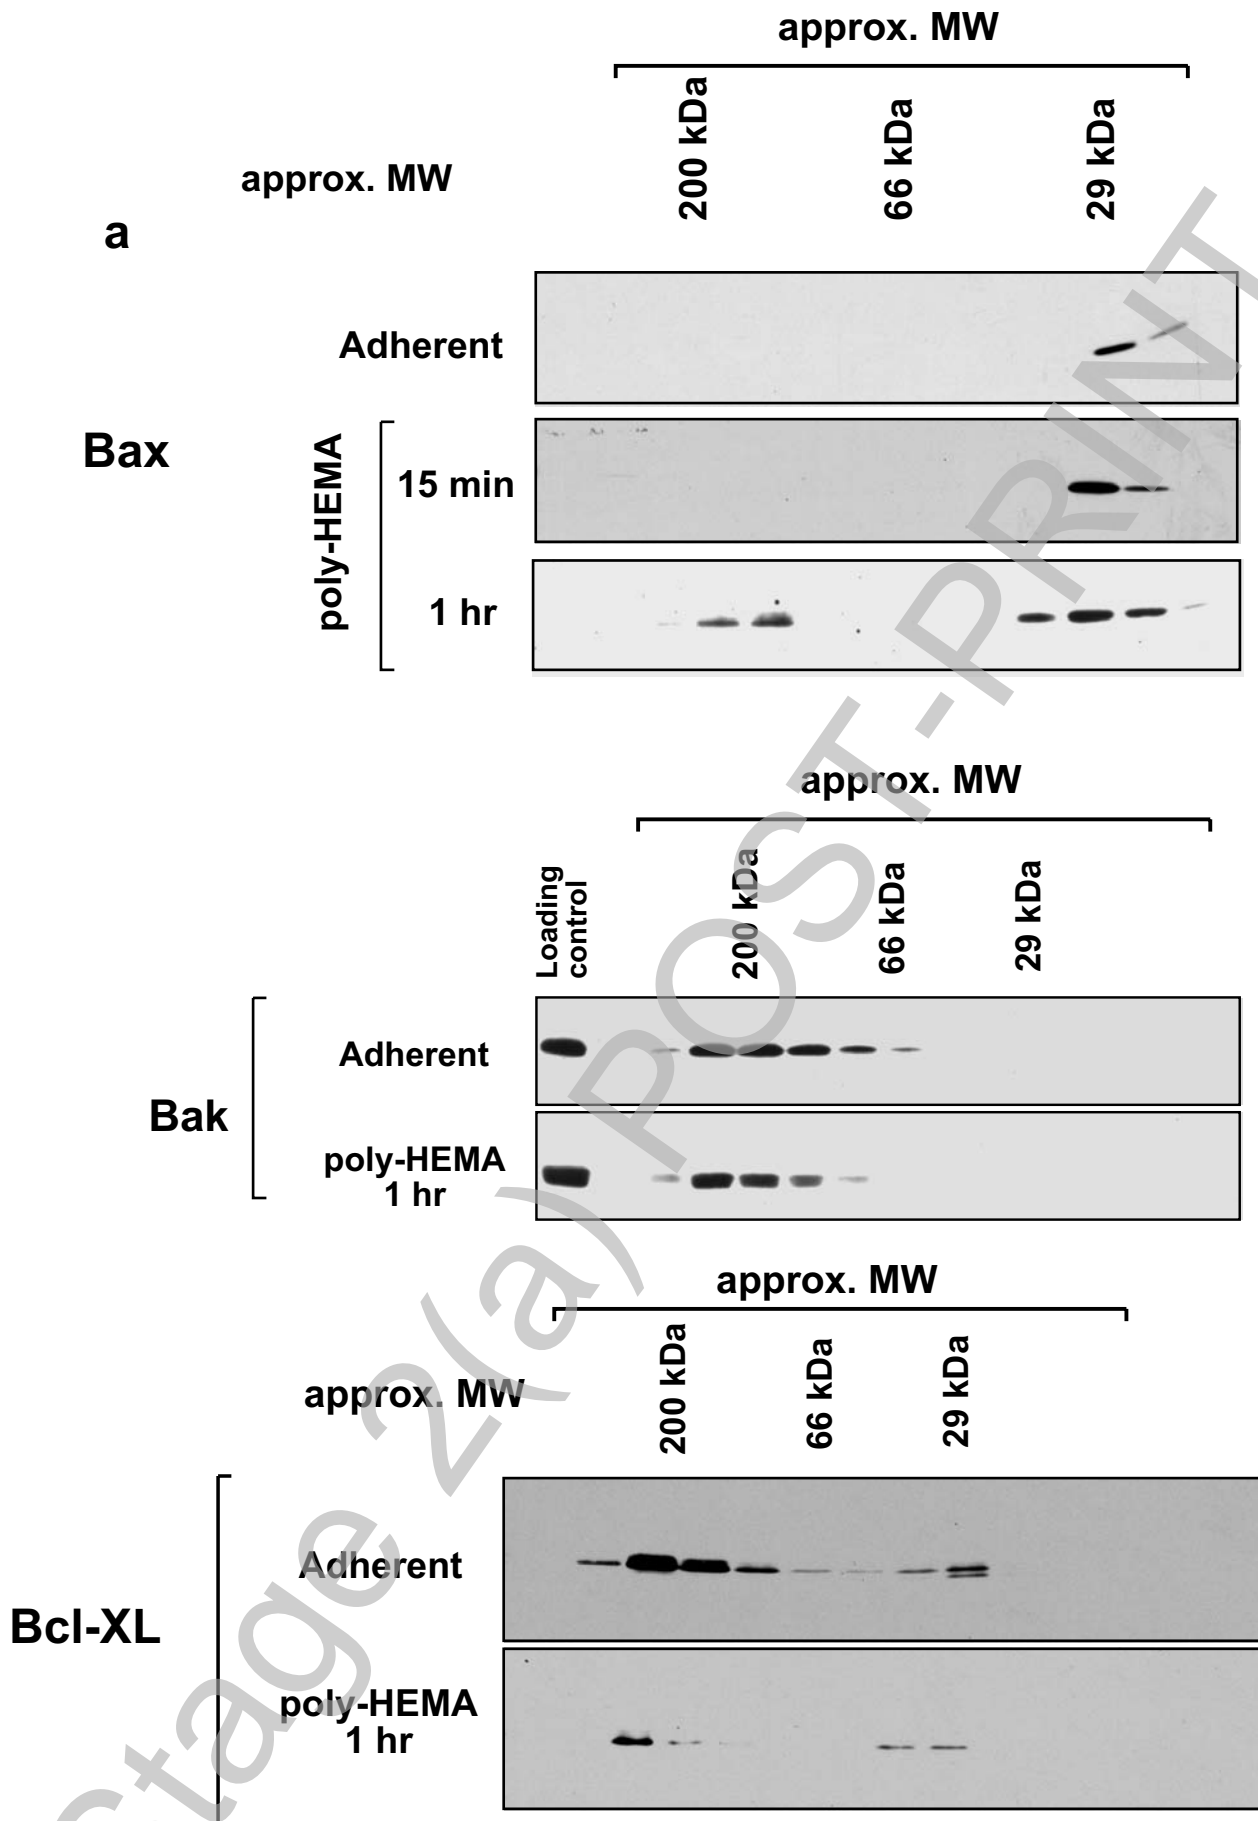 approx. MW
200 kDa
66 kDa
29 kDa
approx. MW
a
Adherent
Bax
poly-HEMA
15 min
1 hr
approx. MW
Loading
control
200 kDa
66 kDa
29 kDa
Adherent
Bak
poly-HEMA
1 hr
approx. MW
200 kDa
66 kDa
29 kDa
approx. MW
Adherent
Bcl-XL
poly-HEMA
1 hr
Stage 2(a) POST-PRINT